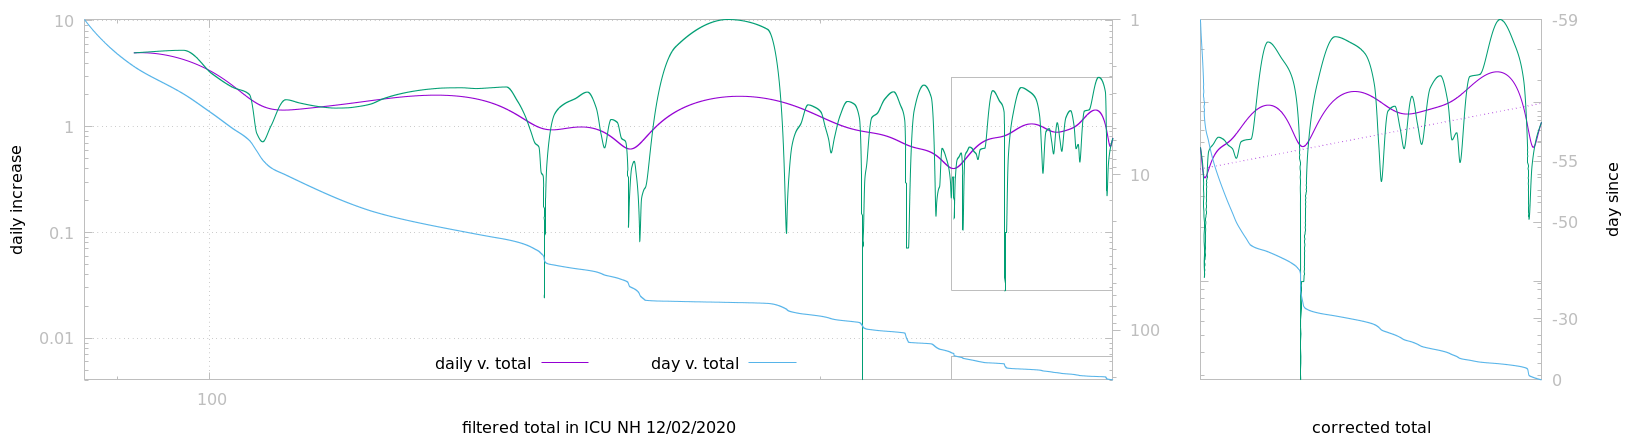 10
1
0.1
0.01
daily increase
daily v. total
day v. total
100
filtered total in ICU NH 12/02/2020
1
10
100
-59
-55
-50
-30
0
day since
corrected total